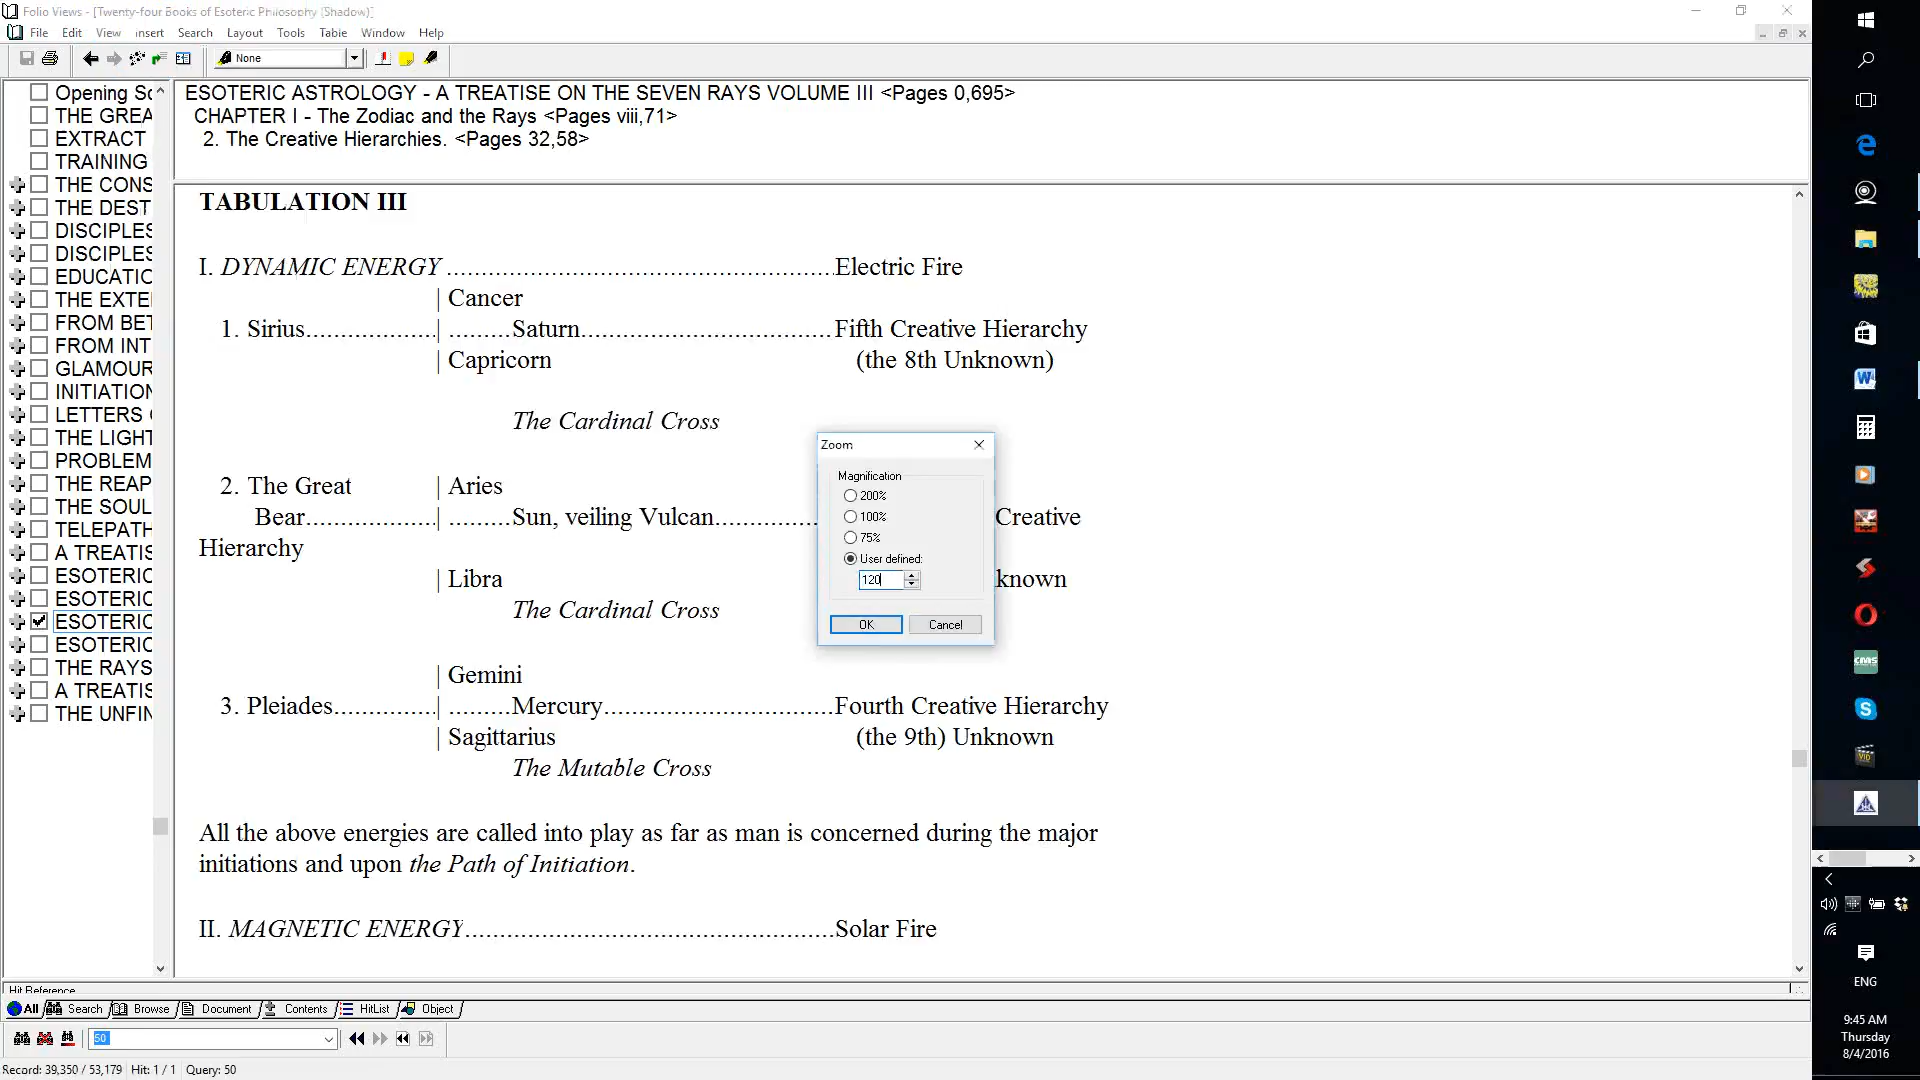 Folio Views - [Twenty-four Books of Esoteric Philosophy (Shadow)]
File Edit View Insert Search Layout Tools Table Window Help
None
Opening Sc
THE GREA
EXTRACT
TRAINING
THE CONS
THE DEST
DISCIPLES
DISCIPLES
EDUCATIO
THE EXTE
FROM BET
FROM INT
GLAMOUR
INITIATION
LETTERS
THE LIGHT
PROBLEM
THE REAP
THE SOUL
TELEPATH
A TREATIS
ESOTERIC
ESOTERIC
ESOTERIC
ESOTERIC
THE RAYS
A TREATIS
THE UNFIN
ESOTERIC ASTROLOGY - A TREATISE ON THE SEVEN RAYS VOLUME III <Pages 0,695>
CHAPTER I - The Zodiac and the Rays <Pages viii,71>
2. The Creative Hierarchies. <Pages 32,58>
TABULATION III
I. DYNAMIC ENERGY ........................................................Electric Fire
| Cancer
1. Sirius...................| .........Saturn....................................Fifth Creative Hierarchy
| Capricorn (the 8th Unknown)
The Cardinal Cross
2. The Great | Aries
Bear...................| .........Sun, veiling Vulcan............... Creative
Hierarchy
| Libra known
The Cardinal Cross
| Gemini
3. Pleiades...............| .........Mercury.................................Fourth Creative Hierarchy
| Sagittarius (the 9th) Unknown
The Mutable Cross
All the above energies are called into play as far as man is concerned during the major
initiations and upon the Path of Initiation.
II. MAGNETIC ENERGY.....................................................Solar Fire
Zoom
Magnification
200%
100%
75%
User defined:
120
OK Cancel
Hit Reference
All Search Browse Document Contents HitList Object
50
Record: 39,350 / 53,179 Hit: 1 / 1 Query: 50
CMS
VID
ENG
9:45 AM
Thursday
8/4/2016